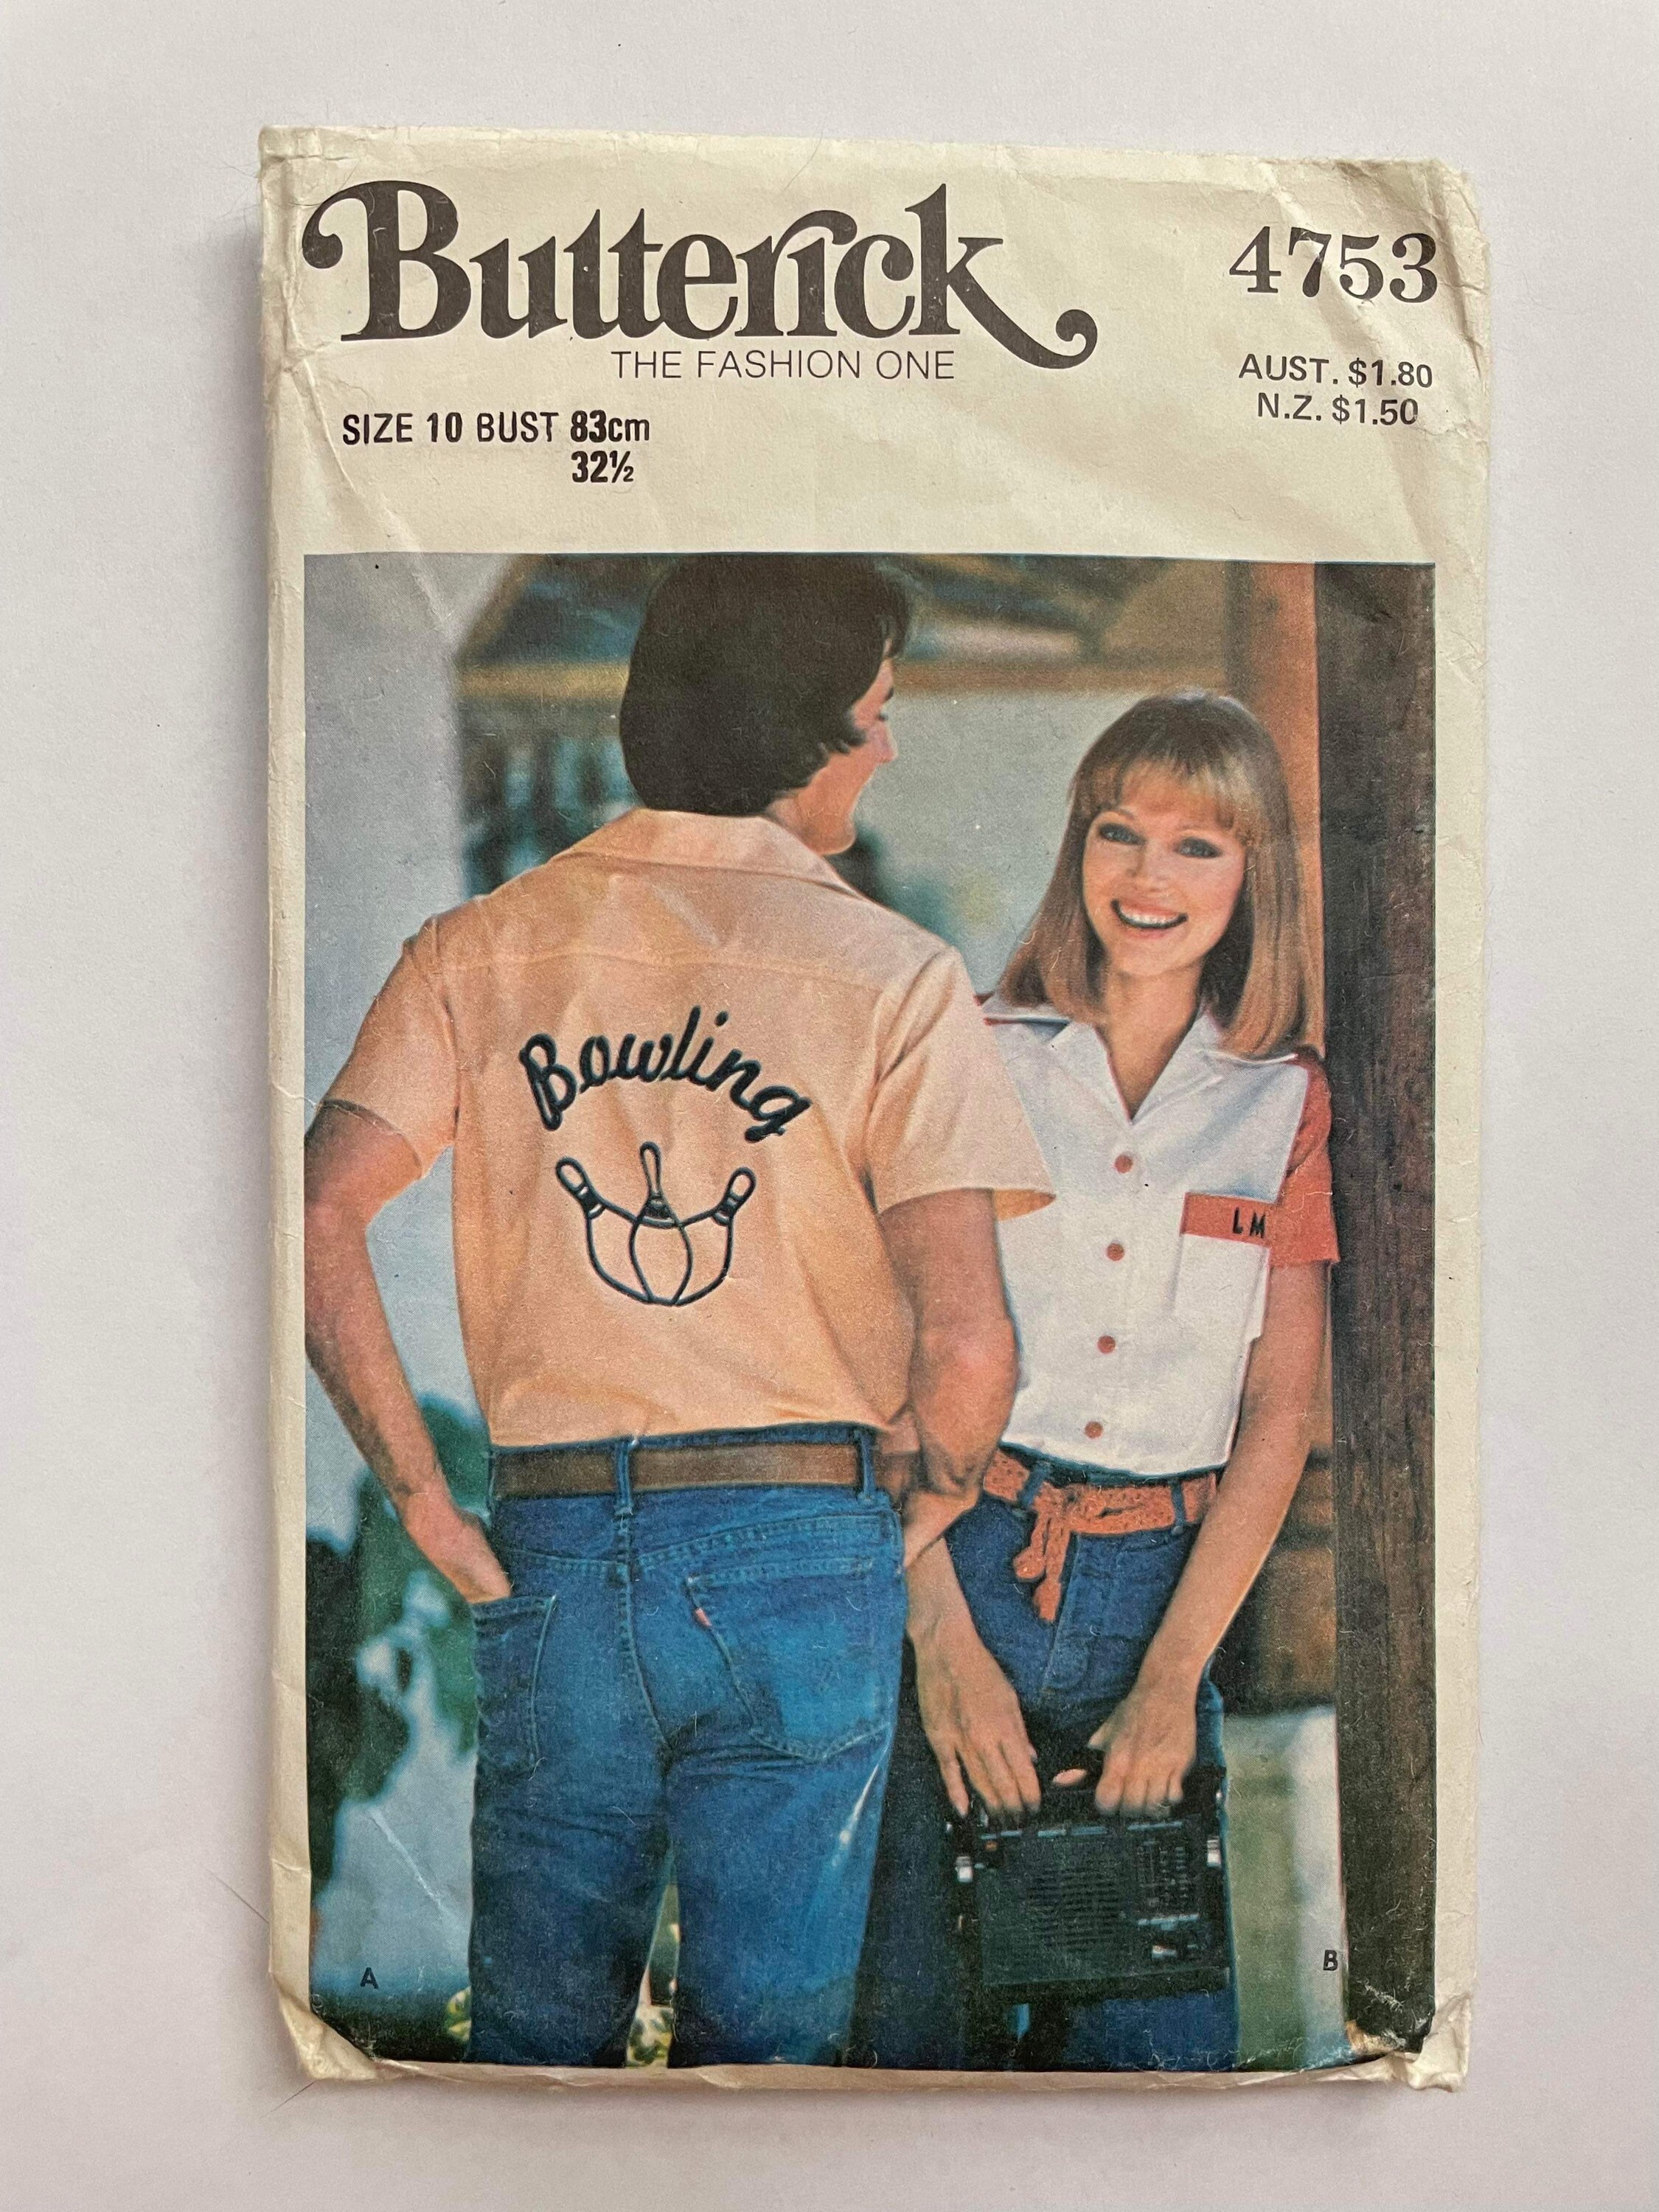 Butterick
4753
THE FASHION ONE
AUST. $1.80
N.Z. $1.50
SIZE 10 BUST 83cm
32½
Bowling
LM
A
B